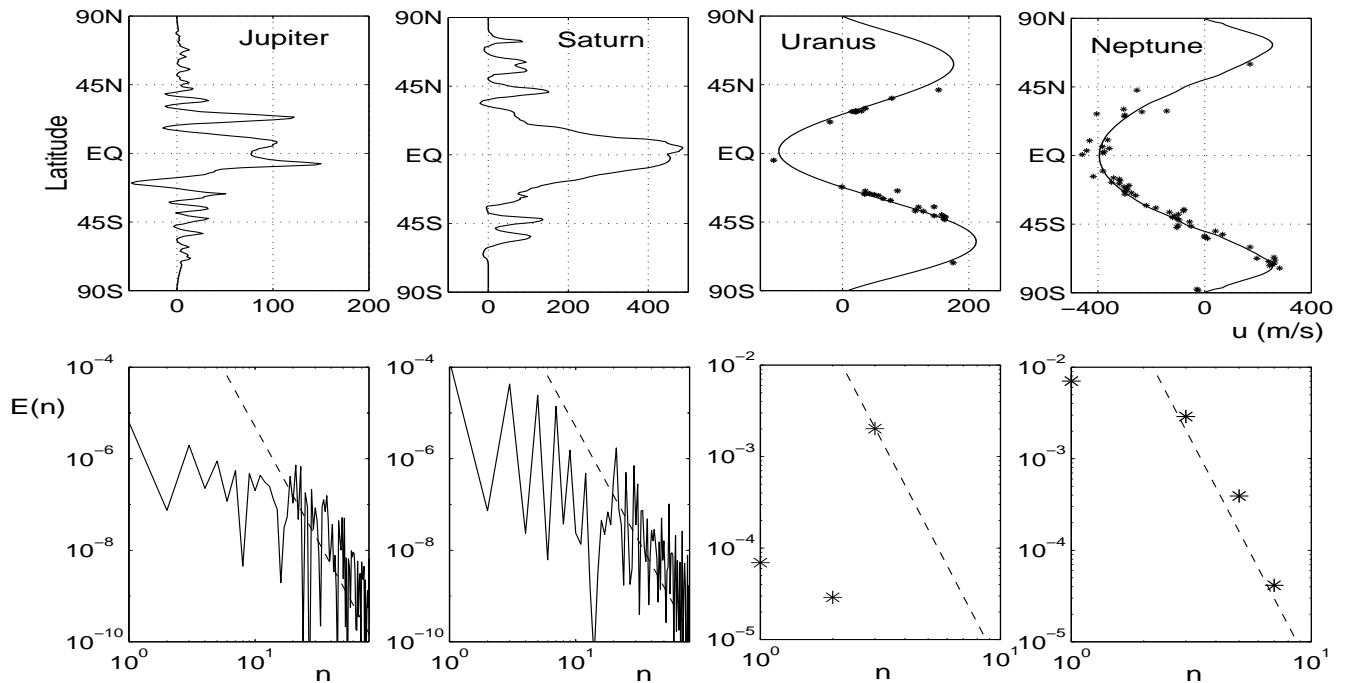 90N 90N 90N 90N
Jupiter Saturn Uranus Neptune
45N 45N 45N 45N
Latitude
EQ EQ EQ EQ
45S 45S 45S 45S
90S 90S 90S 90S
0 100 200 0 200 400 0 200 −400 0 400
u (m/s)
10^−4 10^−4 10^−2 10^−2
E(n)
10^−6 10^−6 10^−3 10^−3
10^−8 10^−8 10^−4 10^−4
10^−10 10^−10 10^−5 10^−5
10^0 10^1 10^0 10^1 10^0 10^1 10^0 10^1
n n n n